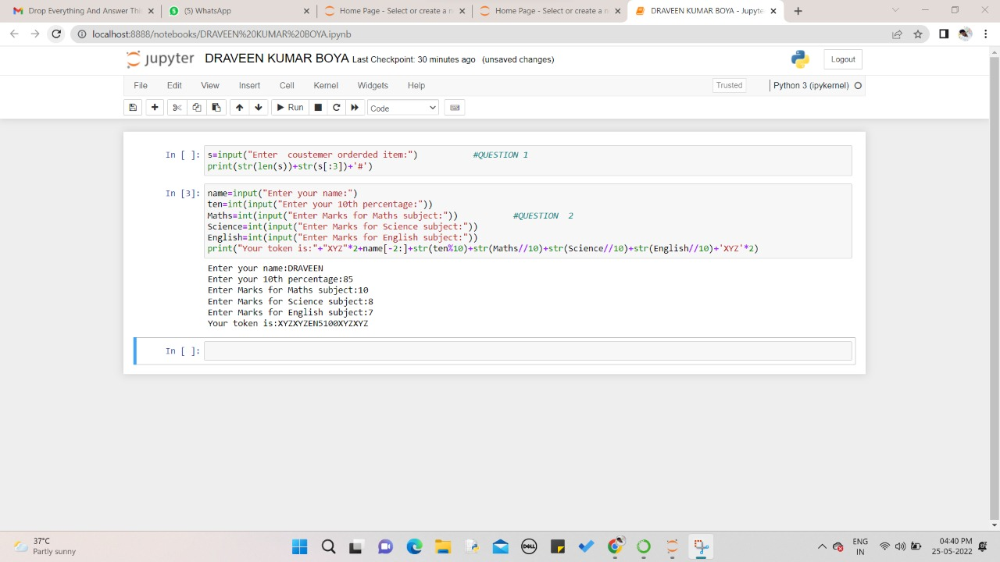 Drop Everything And Answer Thi
(5) WhatsApp
Home Page - Select or create a n
Home Page - Select or create a n
DRAVEEN KUMAR BOYA - Jupyte
localhost:8888/notebooks/DRAVEEN%20KUMAR%20BOYA.ipynb
jupyter DRAVEEN KUMAR BOYA Last Checkpoint: 30 minutes ago (unsaved changes)
Logout
File Edit View Insert Cell Kernel Widgets Help
Trusted
Python 3 (ipykernel)
Run
Code
In [ ]: s=input("Enter  coustemer orderded item:") #QUESTION 1
print(str(len(s))+str(s[:3])+'#')
In [3]: name=input("Enter your name:")
ten=int(input("Enter your 10th percentage:"))
Maths=int(input("Enter Marks for Maths subject:")) #QUESTION  2
Science=int(input("Enter Marks for Science subject:"))
English=int(input("Enter Marks for English subject:"))
print("Your token is:"+"XYZ"*2+name[-2:]+str(ten%10)+str(Maths//10)+str(Science//10)+str(English//10)+'XYZ'*2)
Enter your name:DRAVEEN
Enter your 10th percentage:85
Enter Marks for Maths subject:10
Enter Marks for Science subject:8
Enter Marks for English subject:7
Your token is:XYZXYZEN5100XYZXYZ
In [ ]:
37°C
Partly sunny
DELL
ENG
IN
04:40 PM
25-05-2022